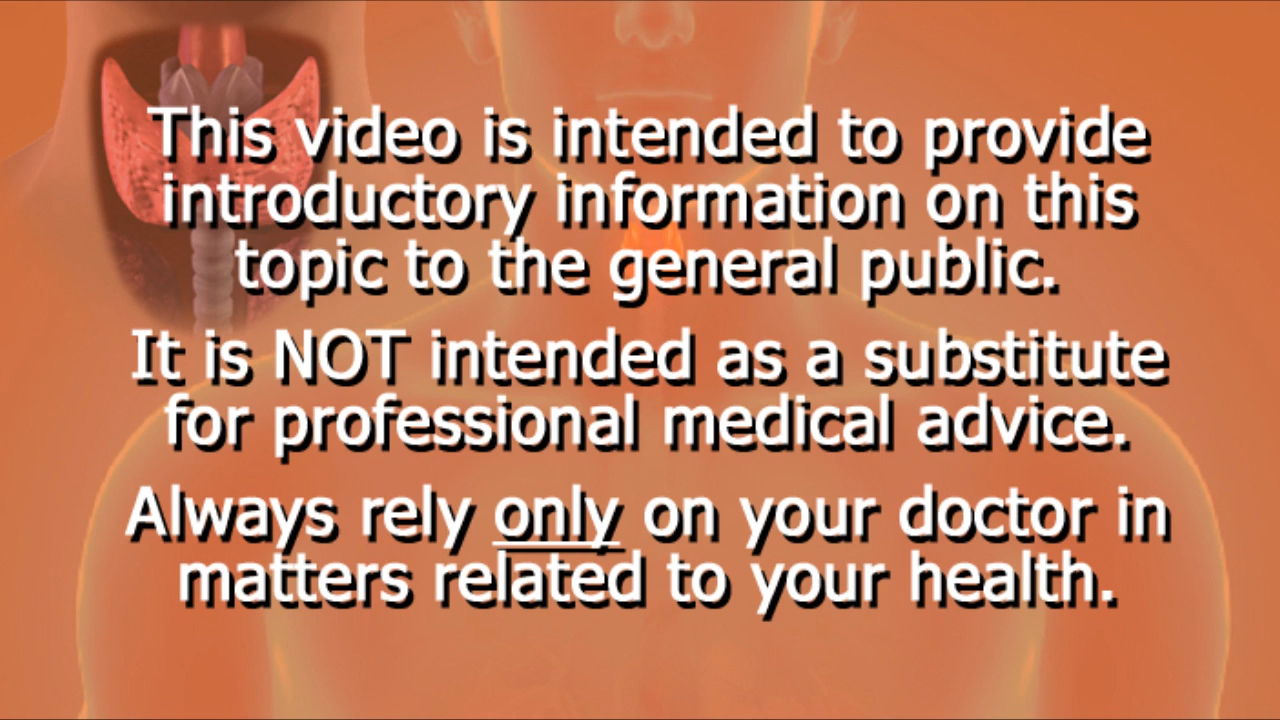 This video is intended to provide
introductory information on this
topic to the general public.
It is NOT intended as a substitute
for professional medical advice.
Always rely only on your doctor in
matters related to your health.